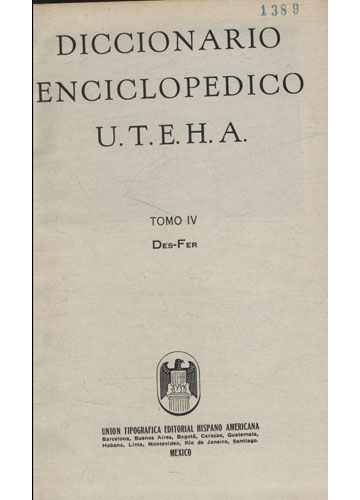 1389
DICCIONARIO
ENCICLOPEDICO
U.T.E.H.A.
TOMO IV
DES-FER
UNION TIPOGRAFICA EDITORIAL HISPANO AMERICANA
Barcelona, Buenos Aires, Bogotá, Caracas, Guatemala,
Habana, Lima, Montevideo, Rio de Janeiro, Santiago.
MEXICO